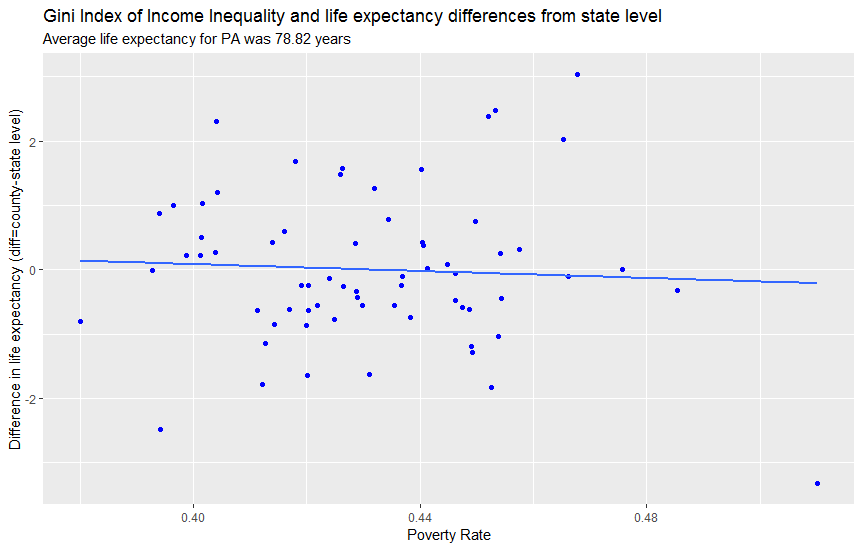 Gini Index of Income Inequality and life expectancy differences from state level
Average life expectancy for PA was 78.82 years
Difference in life expectancy (diff=county-state level)
2
0
-2
0.40
0.44
0.48
Poverty Rate